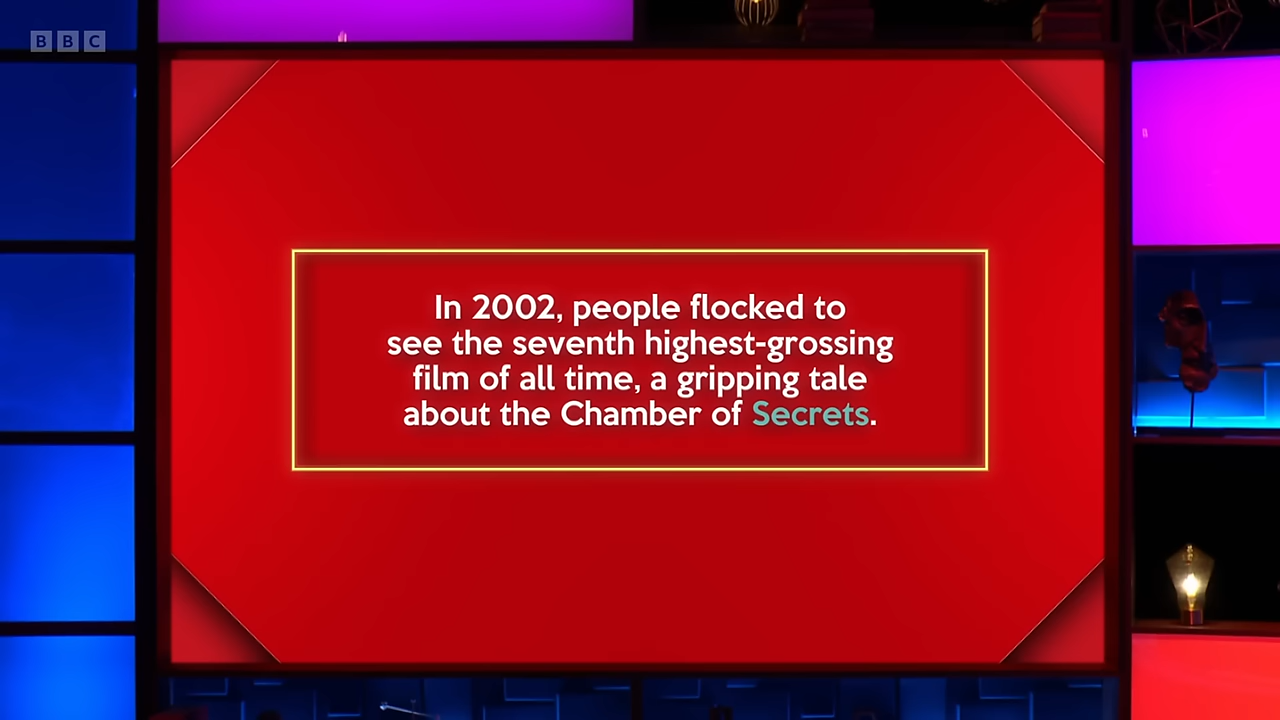 BBC
In 2002, people flocked to
see the seventh highest-grossing
film of all time, a gripping tale
about the Chamber of Secrets.